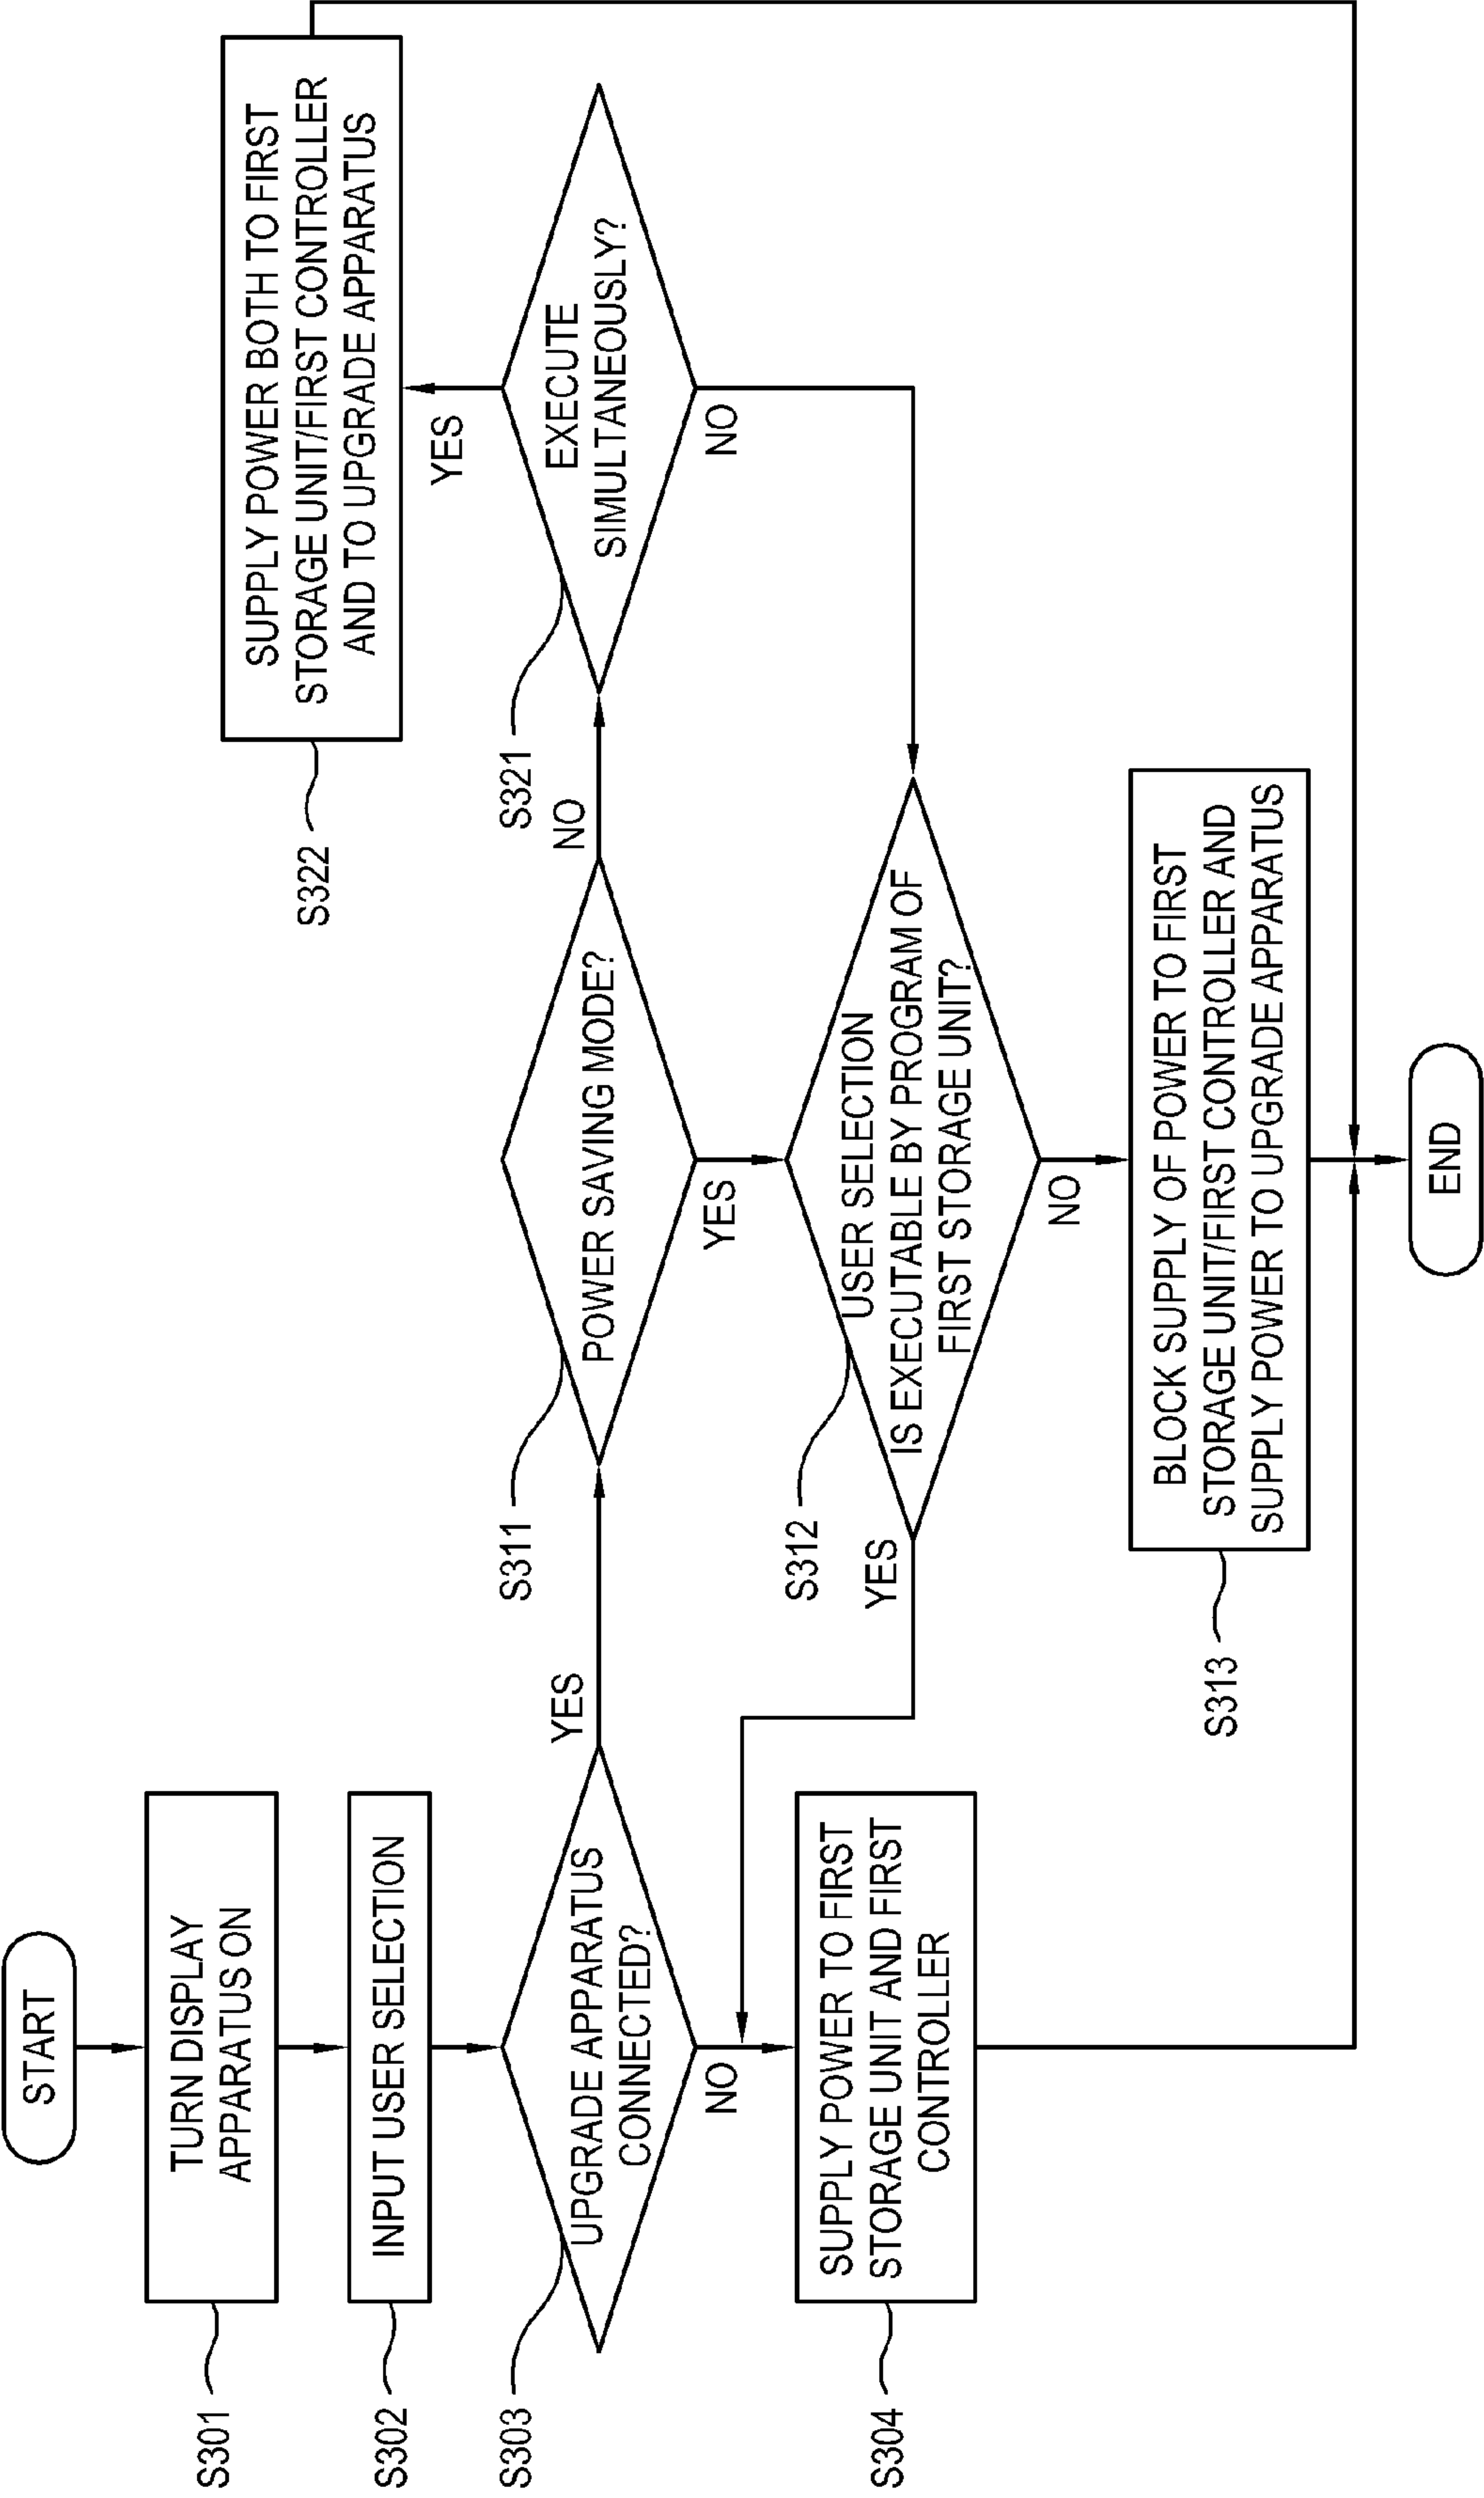 START
TURN DISPLAY
APPARATUS ON
S301
INPUT USER SELECTION
S302
UPGRADE APPARATUS
CONNECTED?
S303
YES
NO
SUPPLY POWER TO FIRST
STORAGE UNIT AND FIRST
CONTROLLER
S304
POWER SAVING MODE?
S311
NO
YES
USER SELECTION
IS EXECUTABLE BY PROGRAM OF
FIRST STORAGE UNIT?
S312
YES
NO
BLOCK SUPPLY OF POWER TO FIRST
STORAGE UNIT/FIRST CONTROLLER AND
SUPPLY POWER TO UPGRADE APPARATUS
S313
EXECUTE
SIMULTANEOUSLY?
S321
YES
NO
SUPPLY POWER BOTH TO FIRST
STORAGE UNIT/FIRST CONTROLLER
AND TO UPGRADE APPARATUS
S322
END